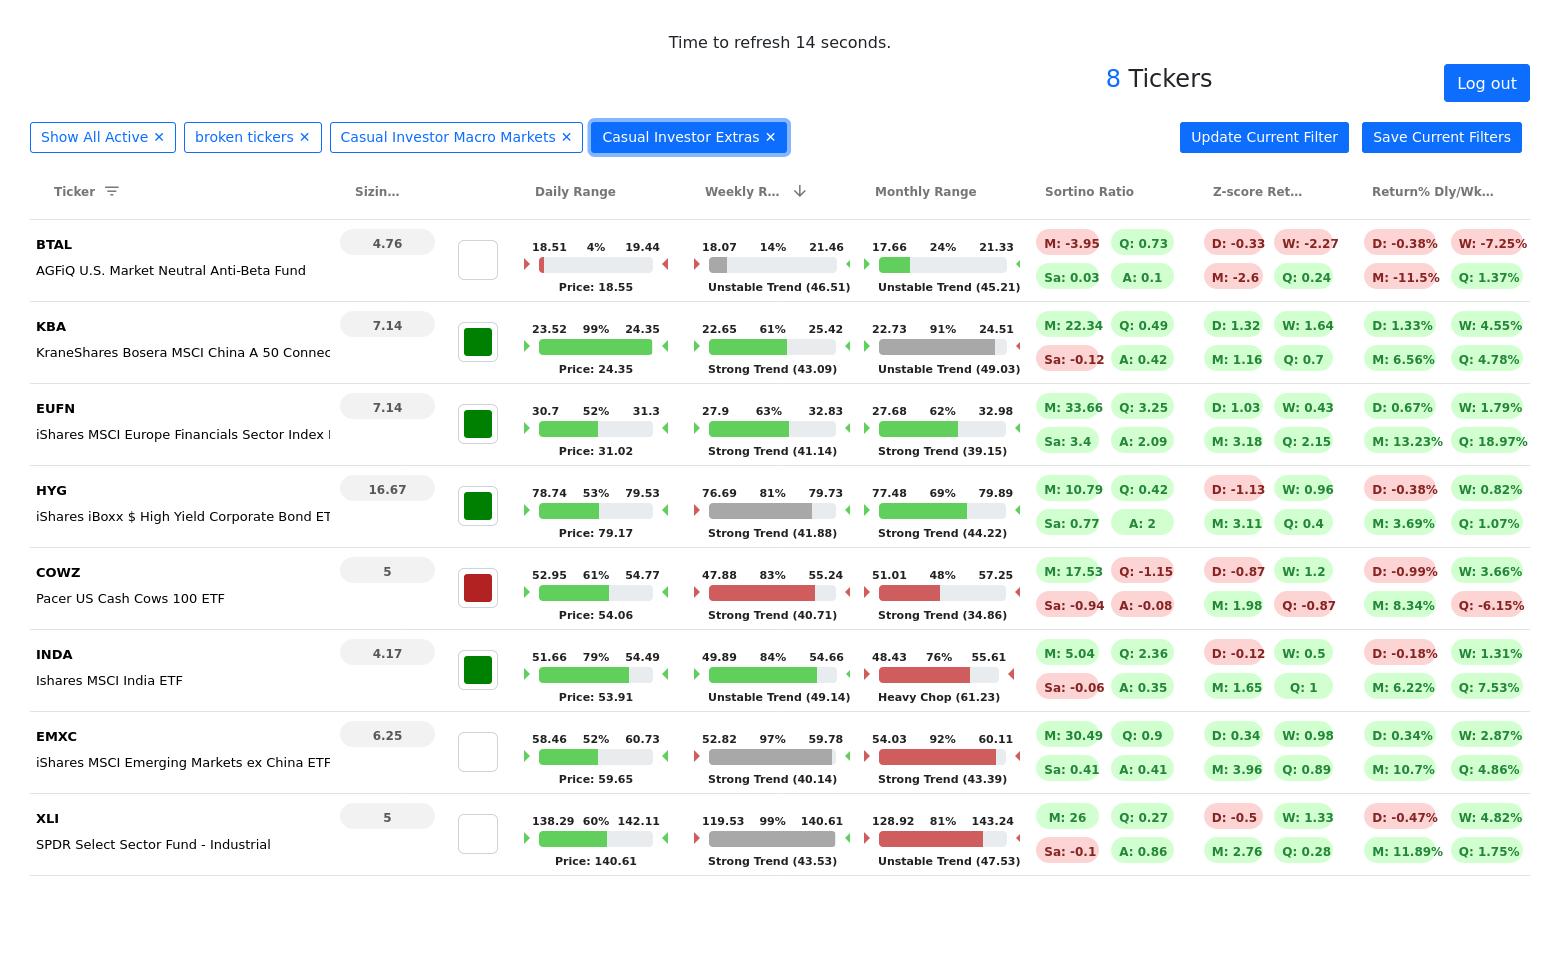 Time to refresh 14 seconds.
8 Tickers
Log out
Show All Active ✕ broken tickers ✕ Casual Investor Macro Markets ✕ Casual Investor Extras ✕ Update Current Filter Save Current Filters
Ticker Sizin… Daily Range Weekly R… Monthly Range Sortino Ratio Z-score Ret… Return% Dly/Wk…
BTAL 4.76 18.51 4% 19.44 18.07 14% 21.46 17.66 24% 21.33 M: -3.95 Q: 0.73 D: -0.33 W: -2.27 D: -0.38% W: -7.25%
AGFiQ U.S. Market Neutral Anti-Beta Fund Sa: 0.03 A: 0.1 M: -2.6 Q: 0.24 M: -11.5% Q: 1.37%
Price: 18.55 Unstable Trend (46.51) Unstable Trend (45.21)
KBA 7.14 23.52 99% 24.35 22.65 61% 25.42 22.73 91% 24.51 M: 22.34 Q: 0.49 D: 1.32 W: 1.64 D: 1.33% W: 4.55%
KraneShares Bosera MSCI China A 50 Connec Sa: -0.12 A: 0.42 M: 1.16 Q: 0.7 M: 6.56% Q: 4.78%
Price: 24.35 Strong Trend (43.09) Unstable Trend (49.03)
EUFN 7.14 30.7 52% 31.3 27.9 63% 32.83 27.68 62% 32.98 M: 33.66 Q: 3.25 D: 1.03 W: 0.43 D: 0.67% W: 1.79%
iShares MSCI Europe Financials Sector Index Sa: 3.4 A: 2.09 M: 3.18 Q: 2.15 M: 13.23% Q: 18.97%
Price: 31.02 Strong Trend (41.14) Strong Trend (39.15)
HYG 16.67 78.74 53% 79.53 76.69 81% 79.73 77.48 69% 79.89 M: 10.79 Q: 0.42 D: -1.13 W: 0.96 D: -0.38% W: 0.82%
iShares iBoxx $ High Yield Corporate Bond ET Sa: 0.77 A: 2 M: 3.11 Q: 0.4 M: 3.69% Q: 1.07%
Price: 79.17 Strong Trend (41.88) Strong Trend (44.22)
COWZ 5 52.95 61% 54.77 47.88 83% 55.24 51.01 48% 57.25 M: 17.53 Q: -1.15 D: -0.87 W: 1.2 D: -0.99% W: 3.66%
Pacer US Cash Cows 100 ETF Sa: -0.94 A: -0.08 M: 1.98 Q: -0.87 M: 8.34% Q: -6.15%
Price: 54.06 Strong Trend (40.71) Strong Trend (34.86)
INDA 4.17 51.66 79% 54.49 49.89 84% 54.66 48.43 76% 55.61 M: 5.04 Q: 2.36 D: -0.12 W: 0.5 D: -0.18% W: 1.31%
Ishares MSCI India ETF Sa: -0.06 A: 0.35 M: 1.65 Q: 1 M: 6.22% Q: 7.53%
Price: 53.91 Unstable Trend (49.14) Heavy Chop (61.23)
EMXC 6.25 58.46 52% 60.73 52.82 97% 59.78 54.03 92% 60.11 M: 30.49 Q: 0.9 D: 0.34 W: 0.98 D: 0.34% W: 2.87%
iShares MSCI Emerging Markets ex China ETF Sa: 0.41 A: 0.41 M: 3.96 Q: 0.89 M: 10.7% Q: 4.86%
Price: 59.65 Strong Trend (40.14) Strong Trend (43.39)
XLI 5 138.29 60% 142.11 119.53 99% 140.61 128.92 81% 143.24 M: 26 Q: 0.27 D: -0.5 W: 1.33 D: -0.47% W: 4.82%
SPDR Select Sector Fund - Industrial Sa: -0.1 A: 0.86 M: 2.76 Q: 0.28 M: 11.89% Q: 1.75%
Price: 140.61 Strong Trend (43.53) Unstable Trend (47.53)